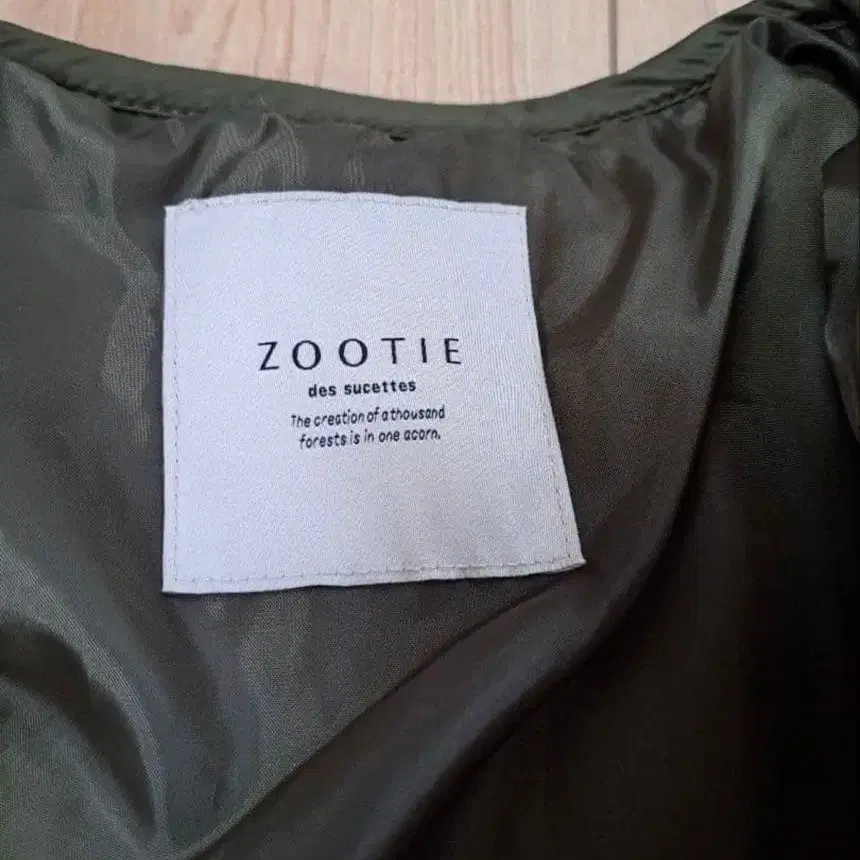 ZOOTIE
des sucettes
The creation of a thousand
forests is in one acorn.